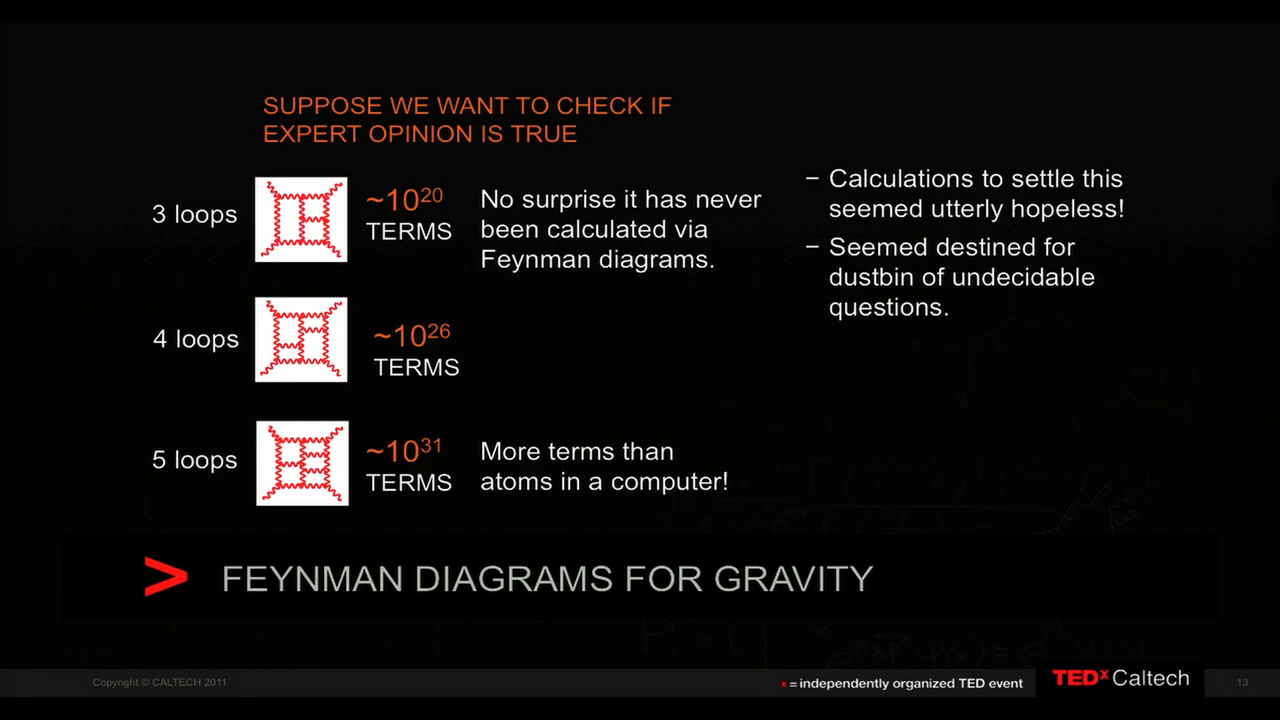 SUPPOSE WE WANT TO CHECK IF
EXPERT OPINION IS TRUE
3 loops
~10²⁰
TERMS
No surprise it has never
been calculated via
Feynman diagrams.
4 loops
~10²⁶
TERMS
5 loops
~10³¹
TERMS
More terms than
atoms in a computer!
– Calculations to settle this
seemed utterly hopeless!
– Seemed destined for
dustbin of undecidable
questions.
> FEYNMAN DIAGRAMS FOR GRAVITY
Copyright © CALTECH 2011
x = independently organized TED event
TEDˣCaltech
13